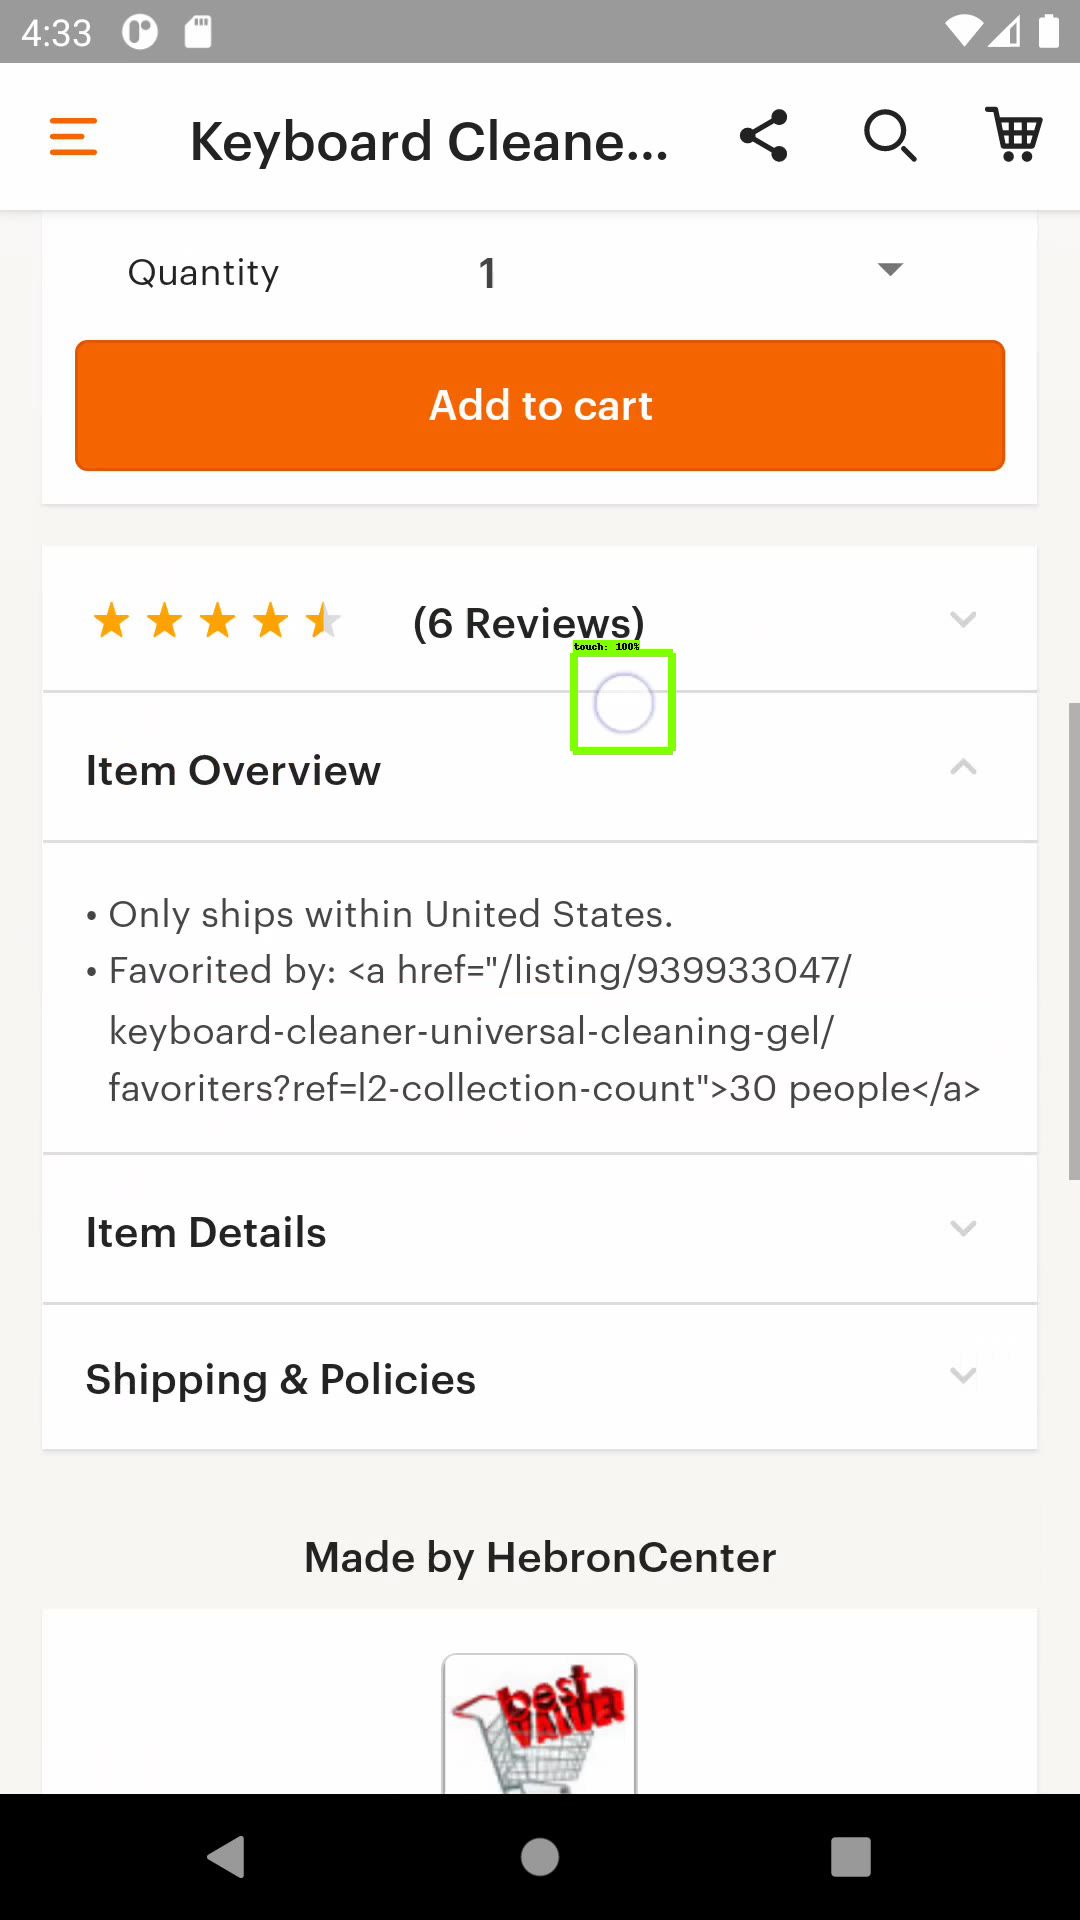 4:33
Keyboard Cleane...
Quantity 1
Add to cart
(6 Reviews)
touch: 100%
Item Overview
• Only ships within United States.
• Favorited by: <a href="/listing/939933047/
keyboard-cleaner-universal-cleaning-gel/
favoriters?ref=l2-collection-count">30 people</a>
Item Details
Shipping & Policies
Made by HebronCenter
best
VALUE!